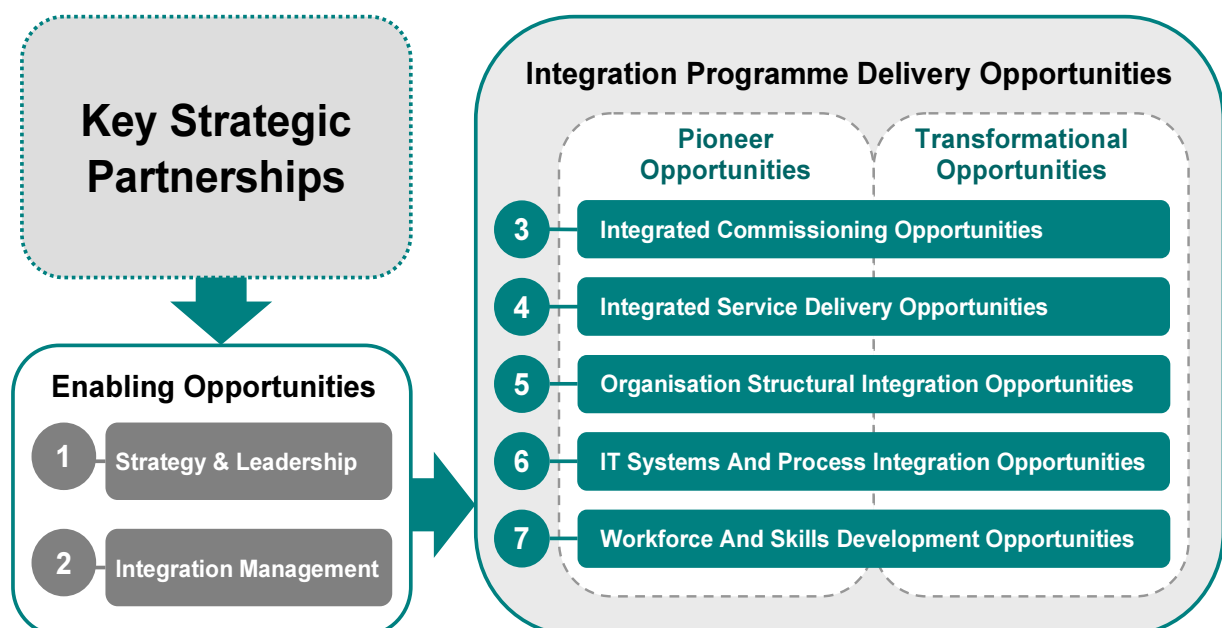 Key Strategic
Partnerships
Enabling Opportunities
1
Strategy & Leadership
2
Integration Management
Integration Programme Delivery Opportunities
Pioneer
Opportunities
Transformational
Opportunities
3
Integrated Commissioning Opportunities
4
Integrated Service Delivery Opportunities
5
Organisation Structural Integration Opportunities
6
IT Systems And Process Integration Opportunities
7
Workforce And Skills Development Opportunities